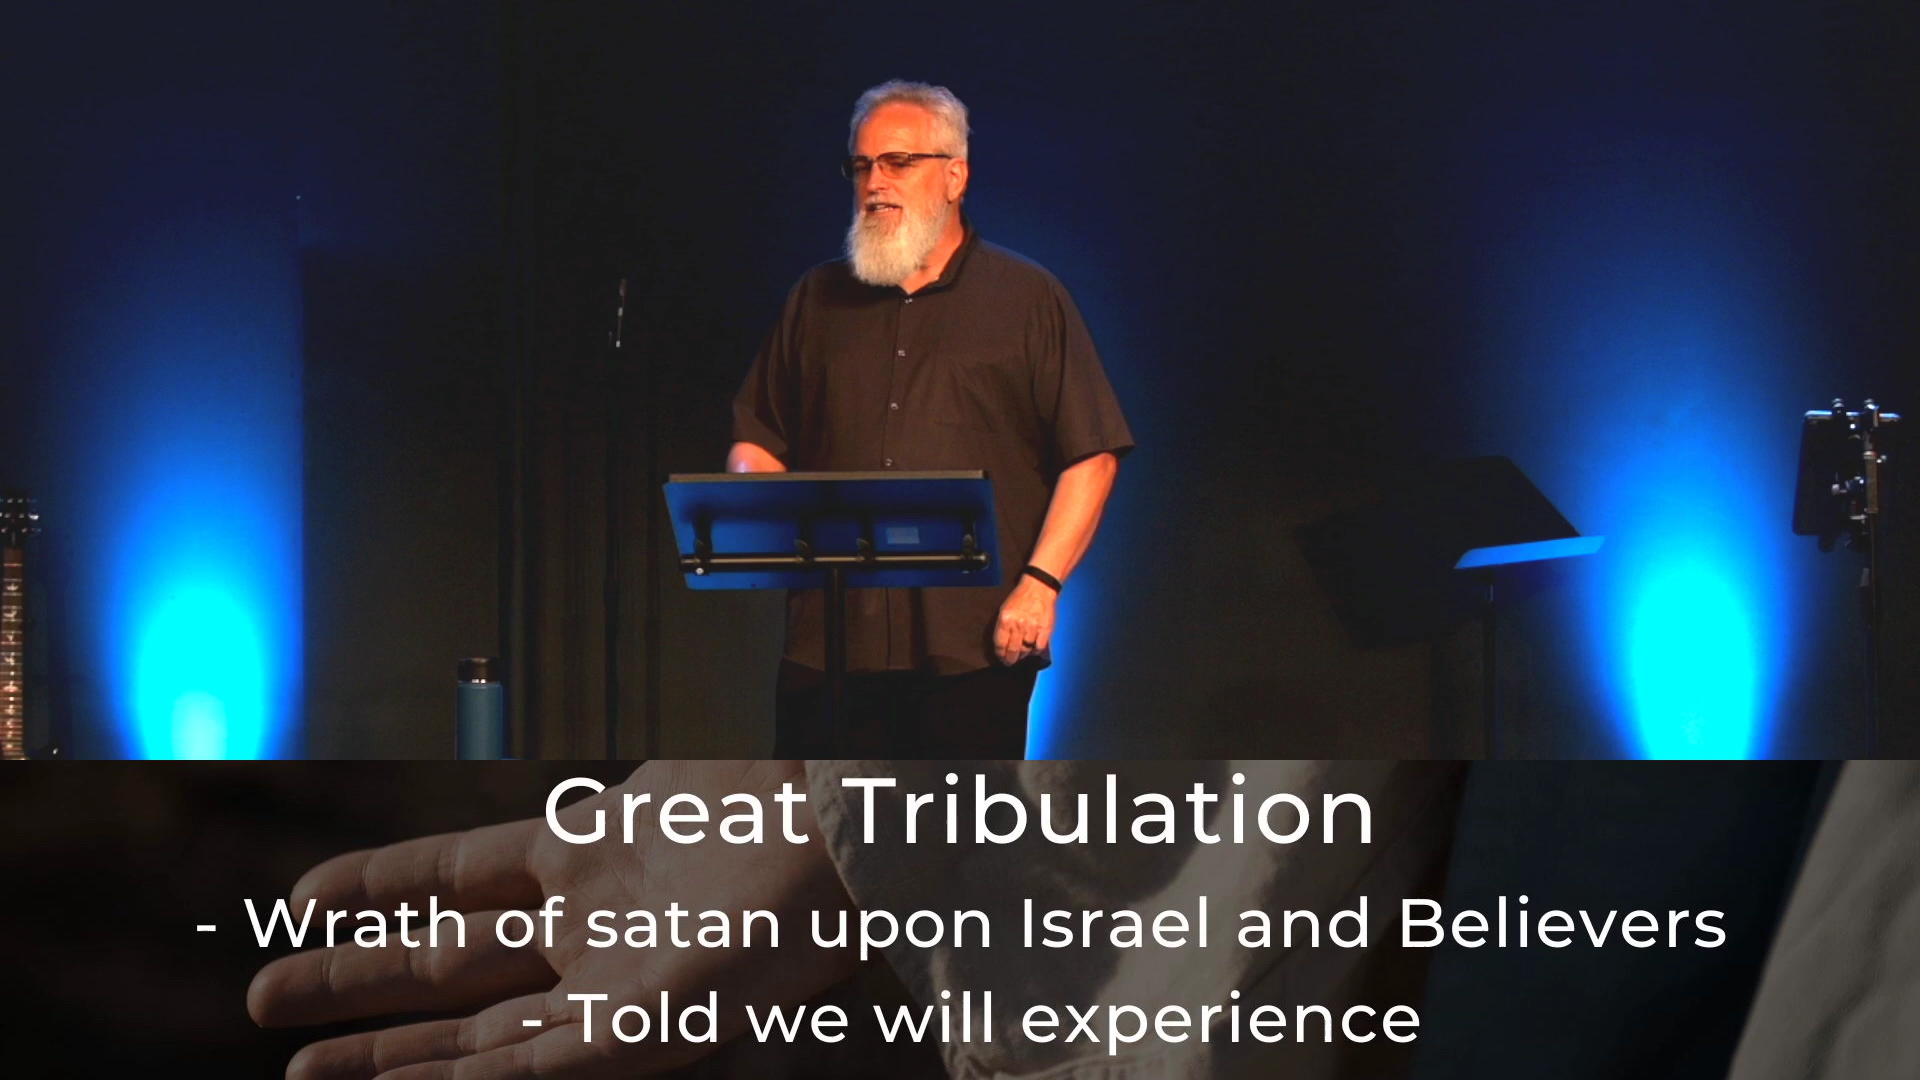 Great Tribulation
- Wrath of satan upon Israel and Believers
- Told we will experience